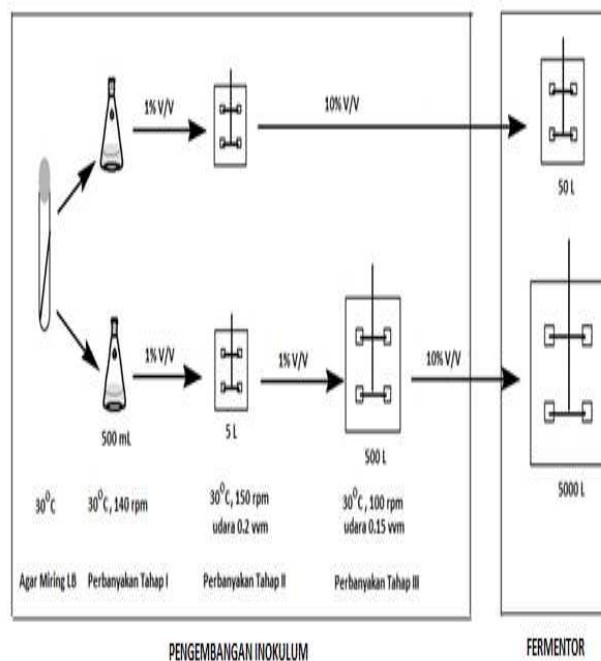 1% V/V
10% V/V
50 L
1% V/V
1% V/V
10% V/V
500 mL
5 L
500 L
5000 L
30°C
30°C, 140 rpm
30°C, 150 rpm
udara 0.2 vvm
30°C, 100 rpm
udara 0.15 vvm
Agar Miring LB
Perbanyakan Tahap I
Perbanyakan Tahap II
Perbanyakan Tahap III
PENGEMBANGAN INOKULUM
FERMENTOR